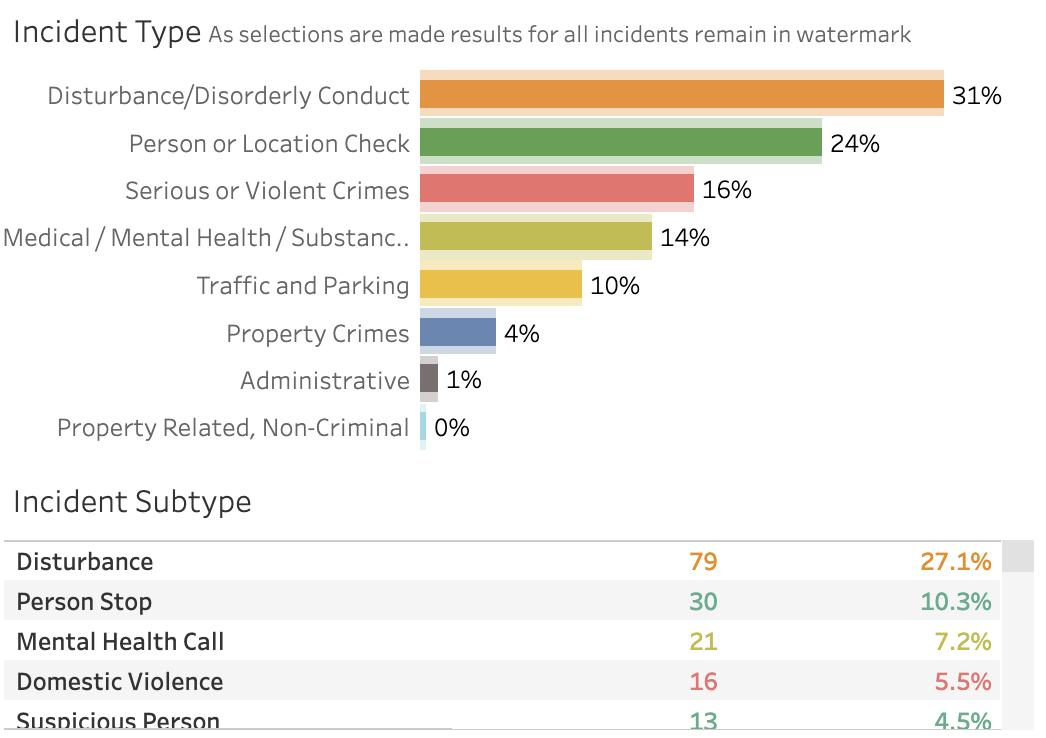 Incident Type As selections are made results for all incidents remain in watermark
Disturbance/Disorderly Conduct 31%
Person or Location Check 24%
Serious or Violent Crimes 16%
Medical / Mental Health / Substanc.. 14%
Traffic and Parking 10%
Property Crimes 4%
Administrative 1%
Property Related, Non-Criminal 0%
Incident Subtype
Disturbance 79 27.1%
Person Stop 30 10.3%
Mental Health Call 21 7.2%
Domestic Violence 16 5.5%
Suspicious Person 13 4.5%